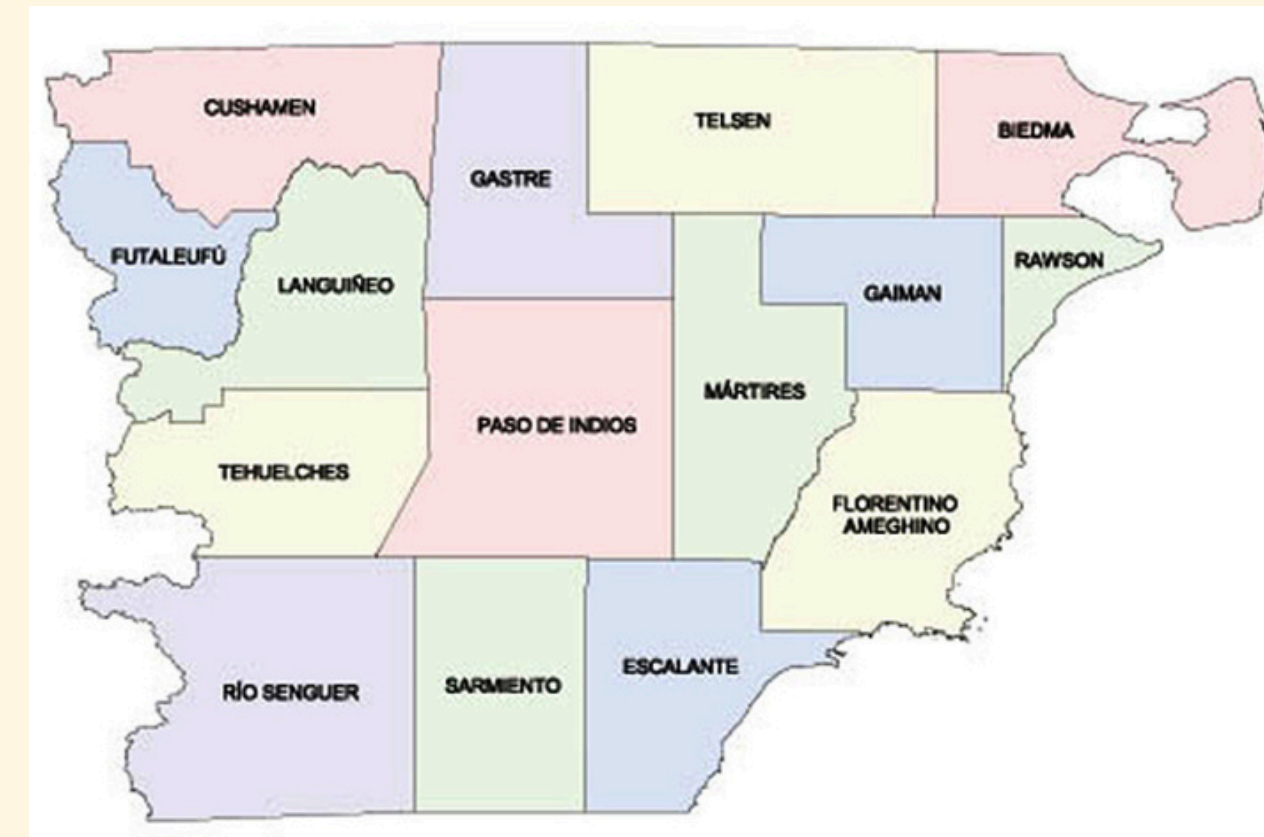 CUSHAMEN
TELSEN
BIEDMA
GASTRE
FUTALEUFÚ
LANGUIÑEO
GAIMAN
RAWSON
MÁRTIRES
PASO DE INDIOS
TEHUELCHES
FLORENTINO
AMEGHINO
RÍO SENGUER
SARMIENTO
ESCALANTE